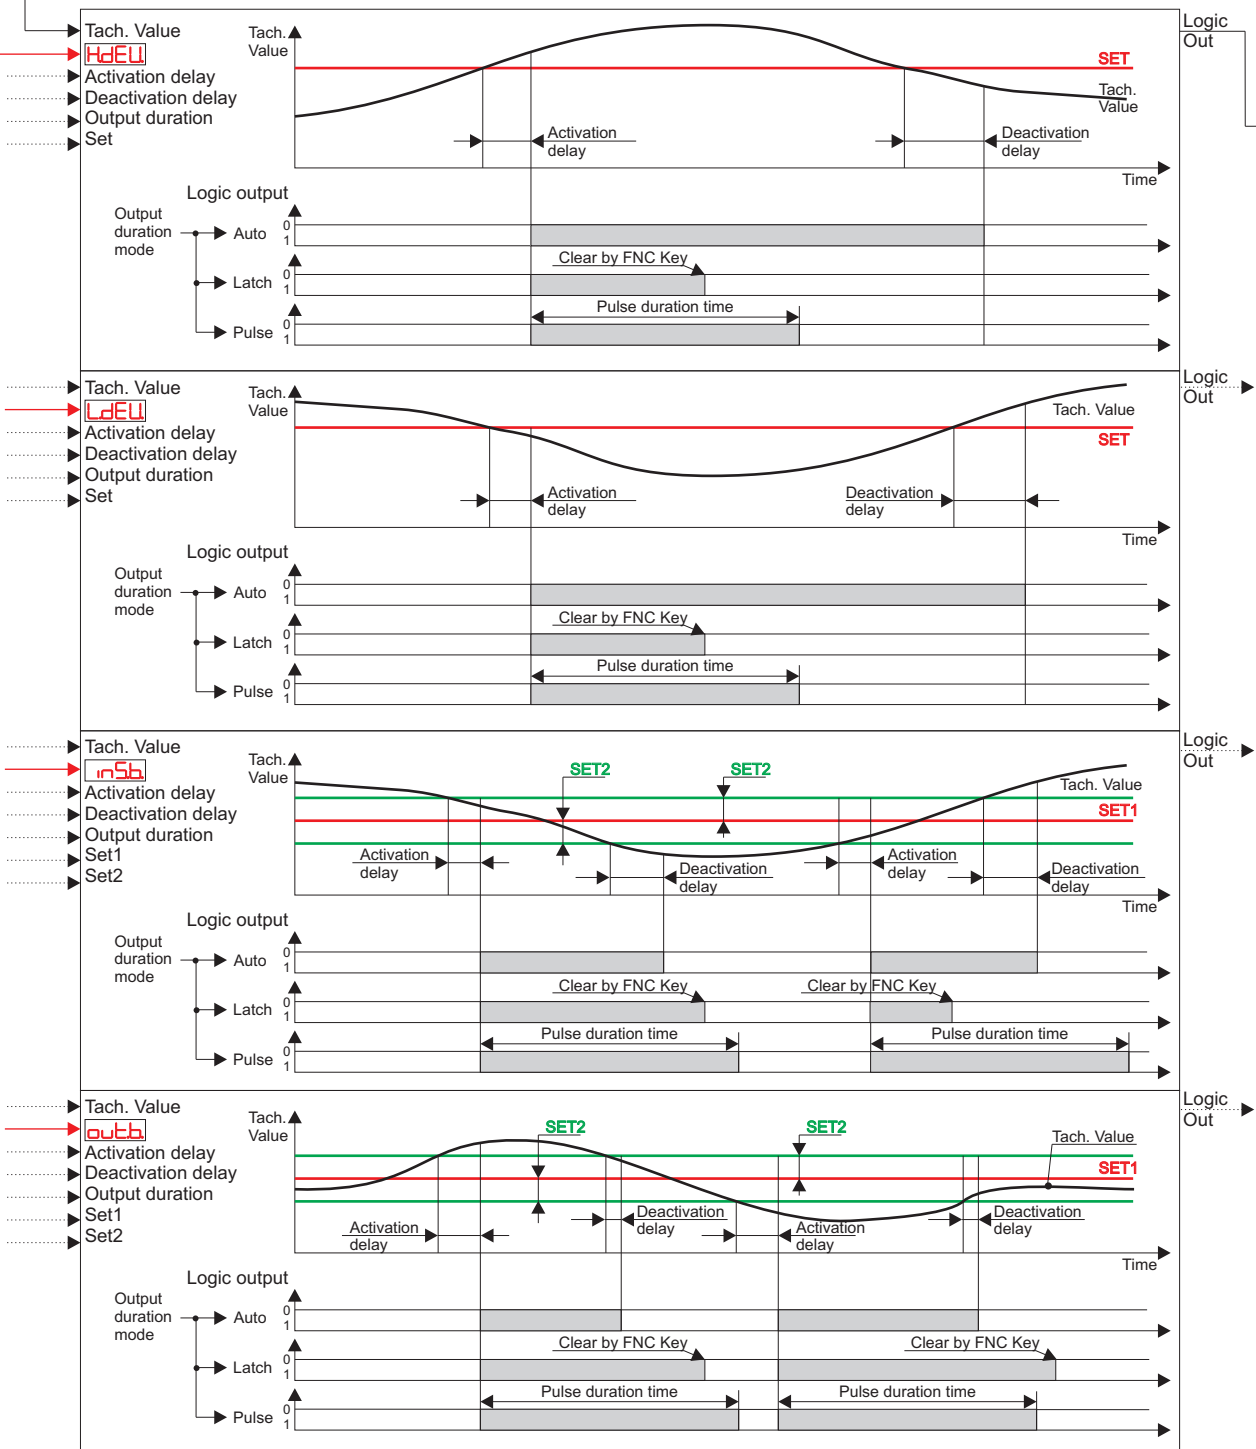 Tach. Value
H.dEU.
Activation delay
Deactivation delay
Output duration
Set
Tach.
Value
SET
Tach.
Value
Activation
delay
Deactivation
delay
Time
Logic
Out
Logic output
Output
duration
mode
Auto
0
1
Clear by FNC Key
Latch
0
1
Pulse duration time
Pulse
0
1
Tach. Value
L.dEU.
Activation delay
Deactivation delay
Output duration
Set
Tach.
Value
Tach. Value
SET
Activation
delay
Deactivation
delay
Time
Logic
Out
Logic output
Output
duration
mode
Auto
0
1
Clear by FNC Key
Latch
0
1
Pulse duration time
Pulse
0
1
Tach. Value
inS.b.
Activation delay
Deactivation delay
Output duration
Set1
Set2
Tach.
Value
SET2
SET2
Tach. Value
SET1
Activation
delay
Deactivation
delay
Activation
delay
Deactivation
delay
Time
Logic
Out
Logic output
Output
duration
mode
Auto
0
1
Clear by FNC Key
Clear by FNC Key
Latch
0
1
Pulse duration time
Pulse duration time
Pulse
0
1
Tach. Value
out.b.
Activation delay
Deactivation delay
Output duration
Set1
Set2
Tach.
Value
SET2
SET2
Tach. Value
SET1
Activation
delay
Deactivation
delay
Activation
delay
Deactivation
delay
Time
Logic
Out
Logic output
Output
duration
mode
Auto
0
1
Clear by FNC Key
Clear by FNC Key
Latch
0
1
Pulse duration time
Pulse duration time
Pulse
0
1